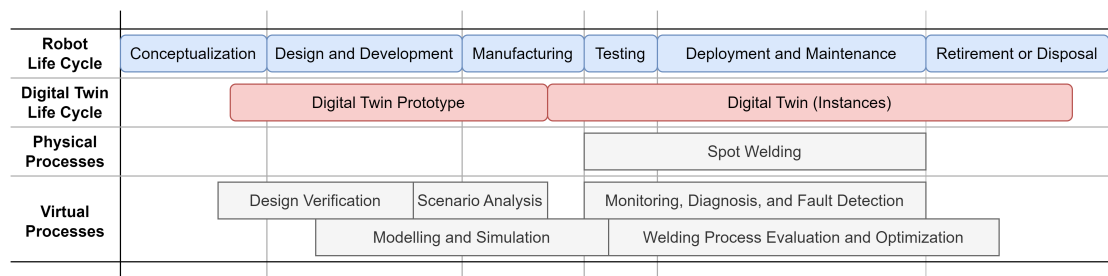 Robot
Life Cycle
Conceptualization
Design and Development
Manufacturing
Testing
Deployment and Maintenance
Retirement or Disposal
Digital Twin
Life Cycle
Digital Twin Prototype
Digital Twin (Instances)
Physical
Processes
Spot Welding
Virtual
Processes
Design Verification
Scenario Analysis
Monitoring, Diagnosis, and Fault Detection
Modelling and Simulation
Welding Process Evaluation and Optimization